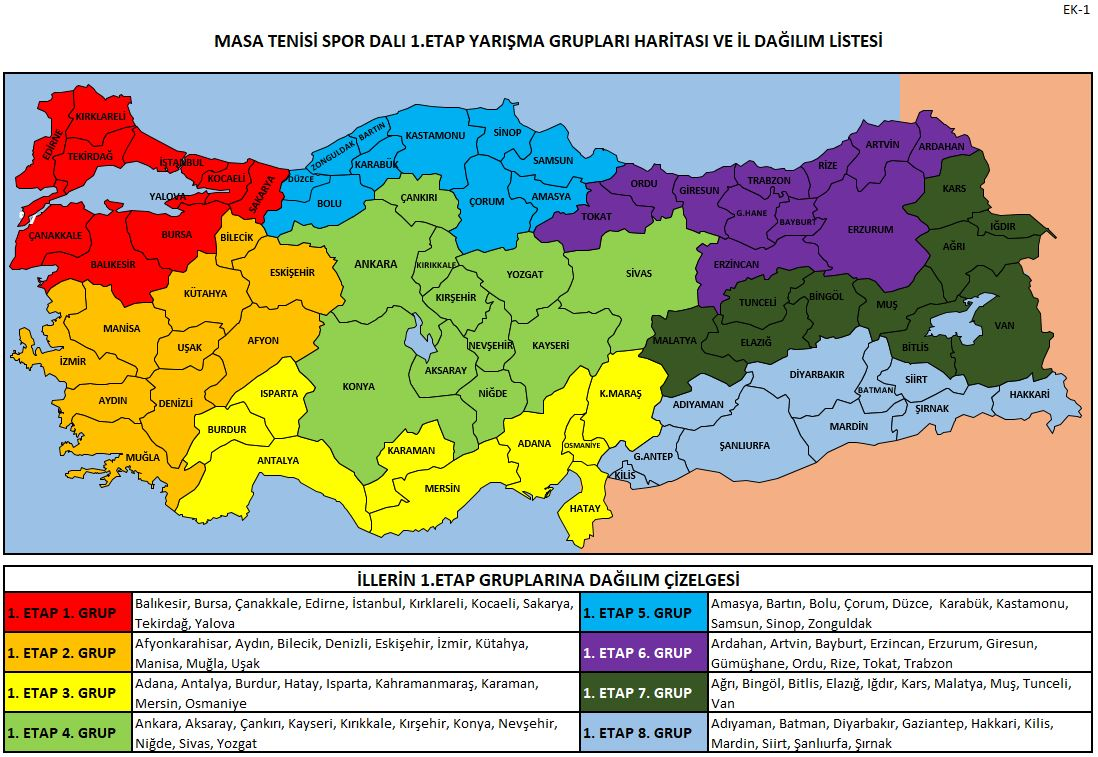 EK-1
MASA TENİSİ SPOR DALI 1.ETAP YARIŞMA GRUPLARI HARİTASI VE İL DAĞILIM LİSTESİ
KIRKLARELİ
EDİRNE
TEKİRDAĞ
İSTANBUL
KOCAELİ
YALOVA
SAKARYA
ÇANAKKALE
BURSA
BALIKESİR
BİLECİK
ESKİŞEHİR
KÜTAHYA
MANİSA
UŞAK
AFYON
İZMİR
AYDIN
DENİZLİ
MUĞLA
ISPARTA
BURDUR
ANTALYA
DÜZCE
BOLU
ZONGULDAK
BARTIN
KARABÜK
KASTAMONU
SİNOP
SAMSUN
ÇORUM
AMASYA
ÇANKIRI
ANKARA
KIRIKKALE
KIRŞEHİR
YOZGAT
SİVAS
NEVŞEHİR
KAYSERİ
AKSARAY
KONYA
NİĞDE
KARAMAN
MERSİN
ADANA
OSMANİYE
K.MARAŞ
HATAY
TOKAT
ORDU
GİRESUN
TRABZON
RİZE
ARTVİN
ARDAHAN
G.HANE
BAYBURT
ERZURUM
ERZİNCAN
KARS
IĞDIR
AĞRI
TUNCELİ
BİNGÖL
MUŞ
MALATYA
ELAZIĞ
BİTLİS
VAN
DİYARBAKIR
SİİRT
BATMAN
HAKKARİ
ŞIRNAK
MARDİN
ADIYAMAN
ŞANLIURFA
G.ANTEP
KİLİS
İLLERİN 1.ETAP GRUPLARINA DAĞILIM ÇİZELGESİ
1. ETAP 1. GRUP
Balıkesir, Bursa, Çanakkale, Edirne, İstanbul, Kırklareli, Kocaeli, Sakarya,
Tekirdağ, Yalova
1. ETAP 5. GRUP
Amasya, Bartın, Bolu, Çorum, Düzce, Karabük, Kastamonu,
Samsun, Sinop, Zonguldak
1. ETAP 2. GRUP
Afyonkarahisar, Aydın, Bilecik, Denizli, Eskişehir, İzmir, Kütahya,
Manisa, Muğla, Uşak
1. ETAP 6. GRUP
Ardahan, Artvin, Bayburt, Erzincan, Erzurum, Giresun,
Gümüşhane, Ordu, Rize, Tokat, Trabzon
1. ETAP 3. GRUP
Adana, Antalya, Burdur, Hatay, Isparta, Kahramanmaraş, Karaman,
Mersin, Osmaniye
1. ETAP 7. GRUP
Ağrı, Bingöl, Bitlis, Elazığ, Iğdır, Kars, Malatya, Muş, Tunceli,
Van
1. ETAP 4. GRUP
Ankara, Aksaray, Çankırı, Kayseri, Kırıkkale, Kırşehir, Konya, Nevşehir,
Niğde, Sivas, Yozgat
1. ETAP 8. GRUP
Adıyaman, Batman, Diyarbakır, Gaziantep, Hakkari, Kilis,
Mardin, Siirt, Şanlıurfa, Şırnak